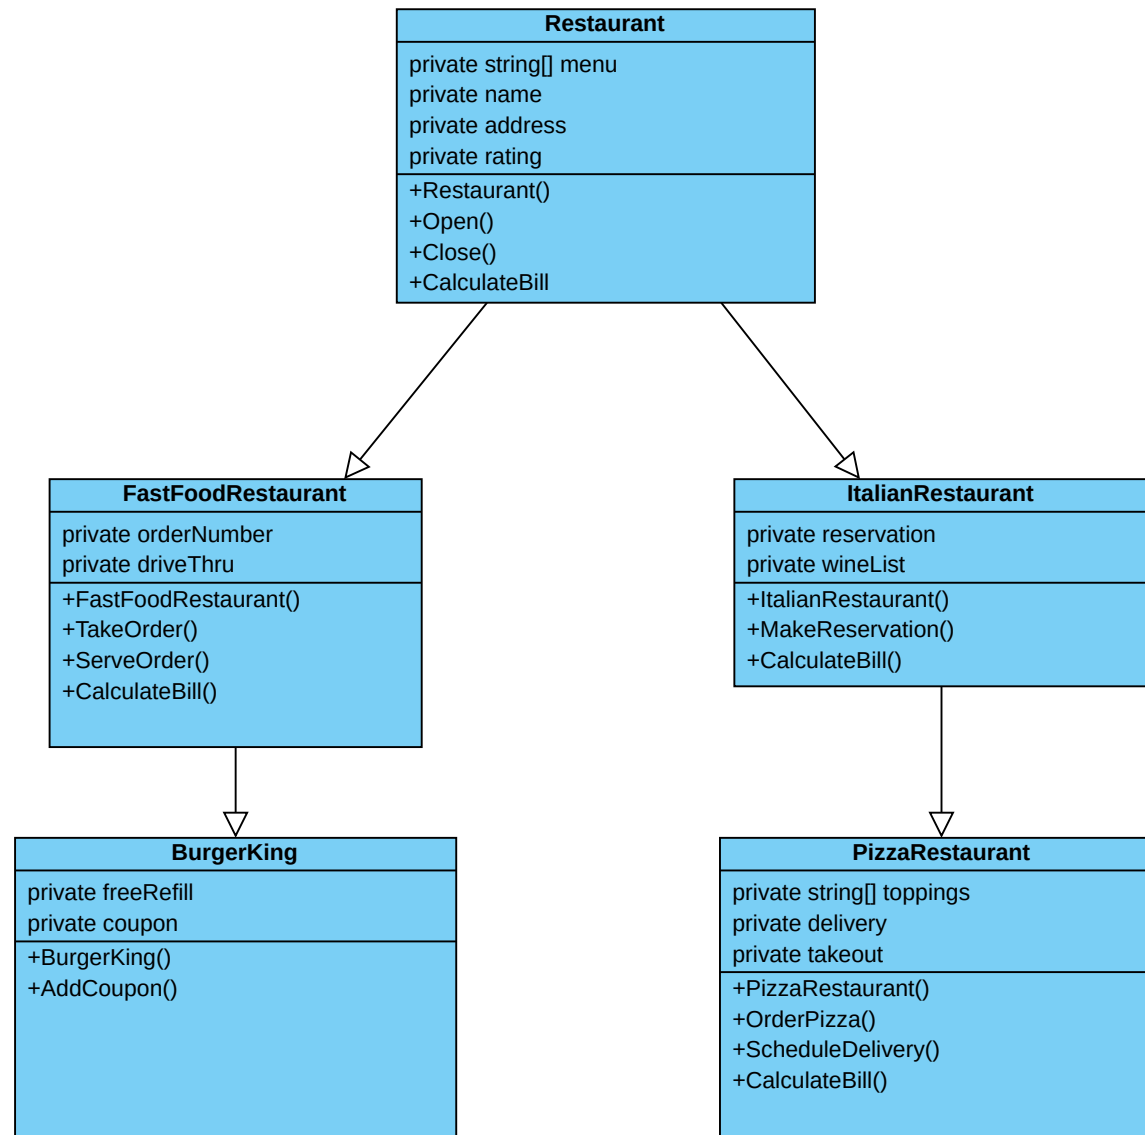 Restaurant
private string[] menu
private name
private address
private rating
+Restaurant()
+Open()
+Close()
+CalculateBill
FastFoodRestaurant
private orderNumber
private driveThru
+FastFoodRestaurant()
+TakeOrder()
+ServeOrder()
+CalculateBill()
ItalianRestaurant
private reservation
private wineList
+ItalianRestaurant()
+MakeReservation()
+CalculateBill()
BurgerKing
private freeRefill
private coupon
+BurgerKing()
+AddCoupon()
PizzaRestaurant
private string[] toppings
private delivery
private takeout
+PizzaRestaurant()
+OrderPizza()
+ScheduleDelivery()
+CalculateBill()